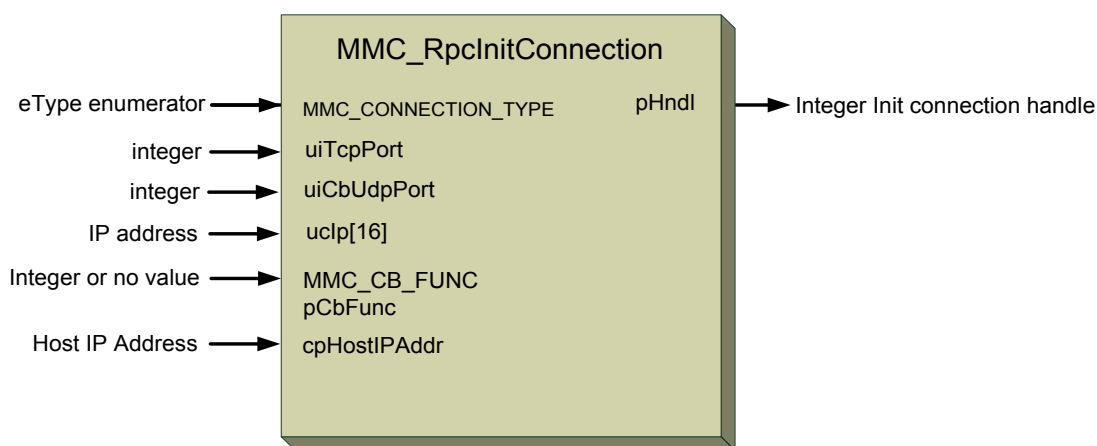 MMC_RpcInitConnection
eType enumerator
MMC_CONNECTION_TYPE
pHndl
Integer Init connection handle
integer
uiTcpPort
integer
uiCbUdpPort
IP address
ucIp[16]
Integer or no value
MMC_CB_FUNC
pCbFunc
Host IP Address
cpHostIPAddr